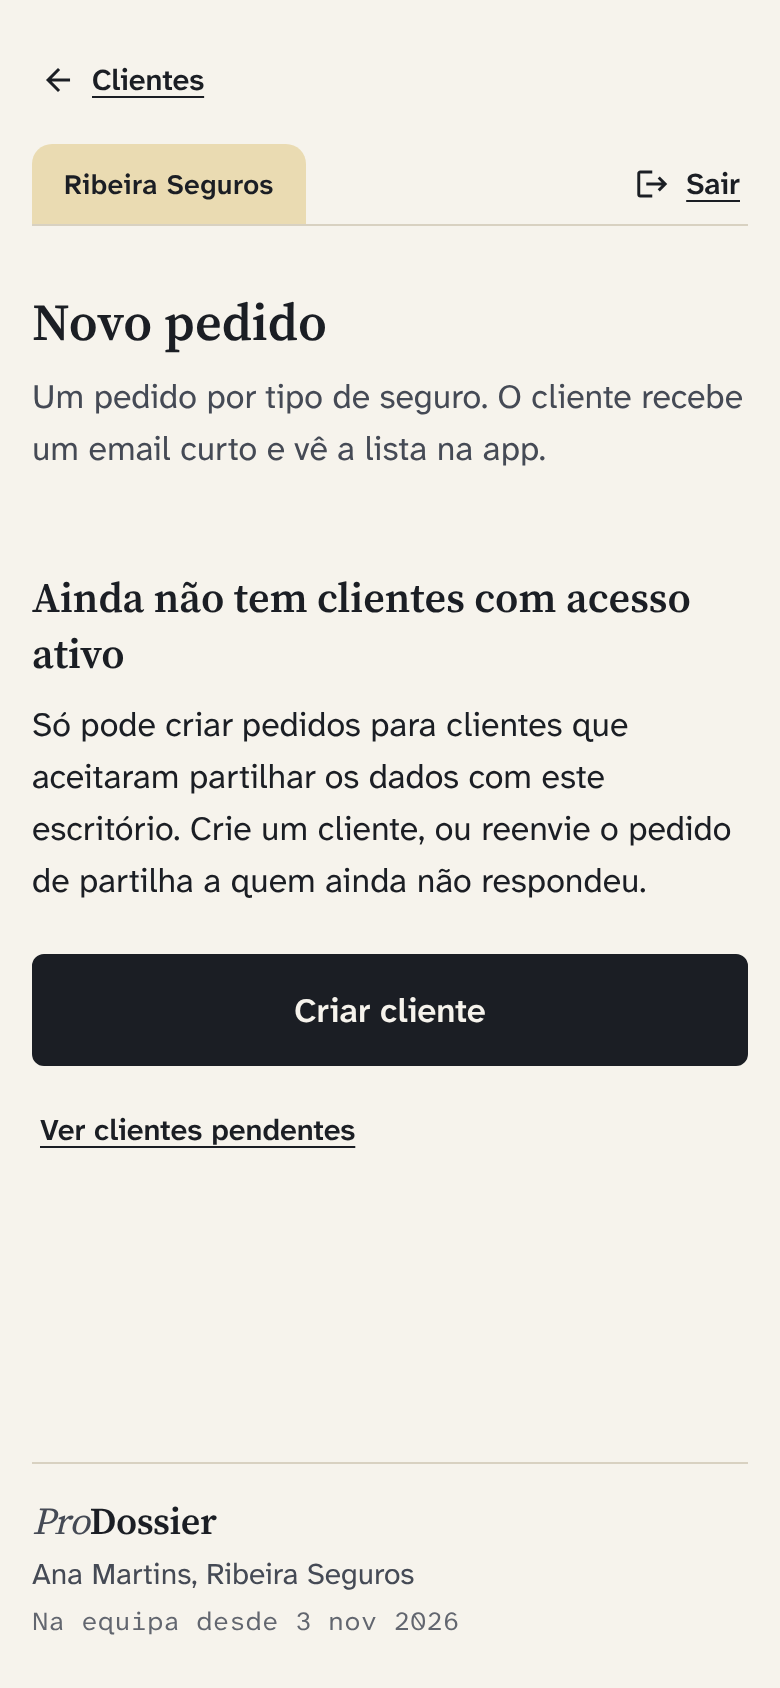 Clientes
Ribeira Seguros
Sair
Novo pedido
Um pedido por tipo de seguro. O cliente recebe
um email curto e vê a lista na app.
Ainda não tem clientes com acesso
ativo
Só pode criar pedidos para clientes que
aceitaram partilhar os dados com este
escritório. Crie um cliente, ou reenvie o pedido
de partilha a quem ainda não respondeu.
Criar cliente
Ver clientes pendentes
ProDossier
Ana Martins, Ribeira Seguros
Na equipa desde 3 nov 2026